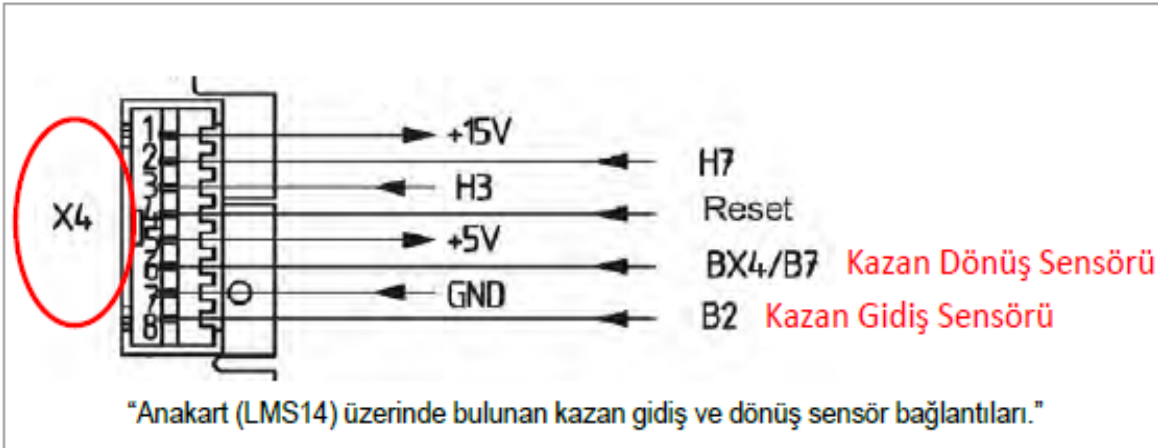 1 +15V
2 H7
3 H3
X4 4 Reset
5 +5V
6 BX4/B7 Kazan Dönüş Sensörü
7 GND
8 B2 Kazan Gidiş Sensörü
“Anakart (LMS14) üzerinde bulunan kazan gidiş ve dönüş sensör bağlantıları.”